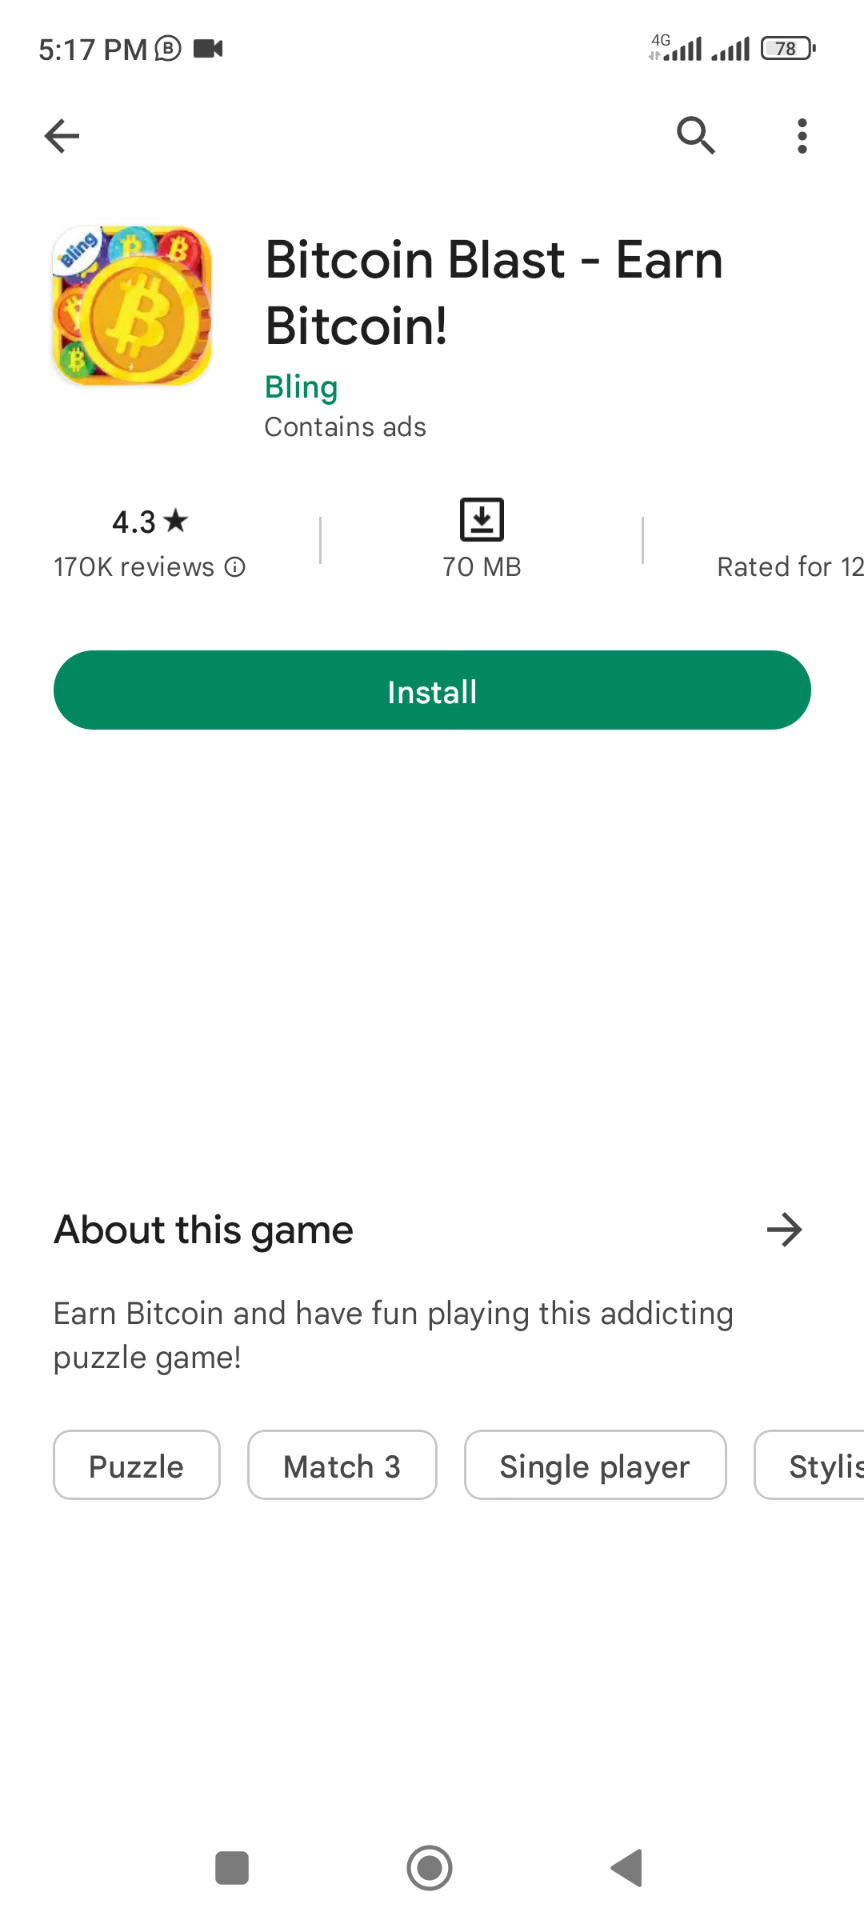 5:17 PM
4G
78
Bling
Bitcoin Blast - Earn
Bitcoin!
Bling
Contains ads
4.3★
170K reviews
70 MB
Rated for 12
Install
About this game
Earn Bitcoin and have fun playing this addicting
puzzle game!
Puzzle
Match 3
Single player
Stylis